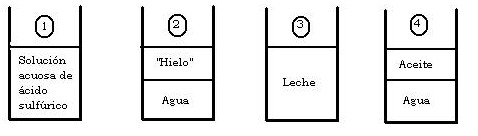 1
Solución
acuosa de
ácido
sulfúrico
2
"Hielo"
Agua
3
Leche
4
Aceite
Agua